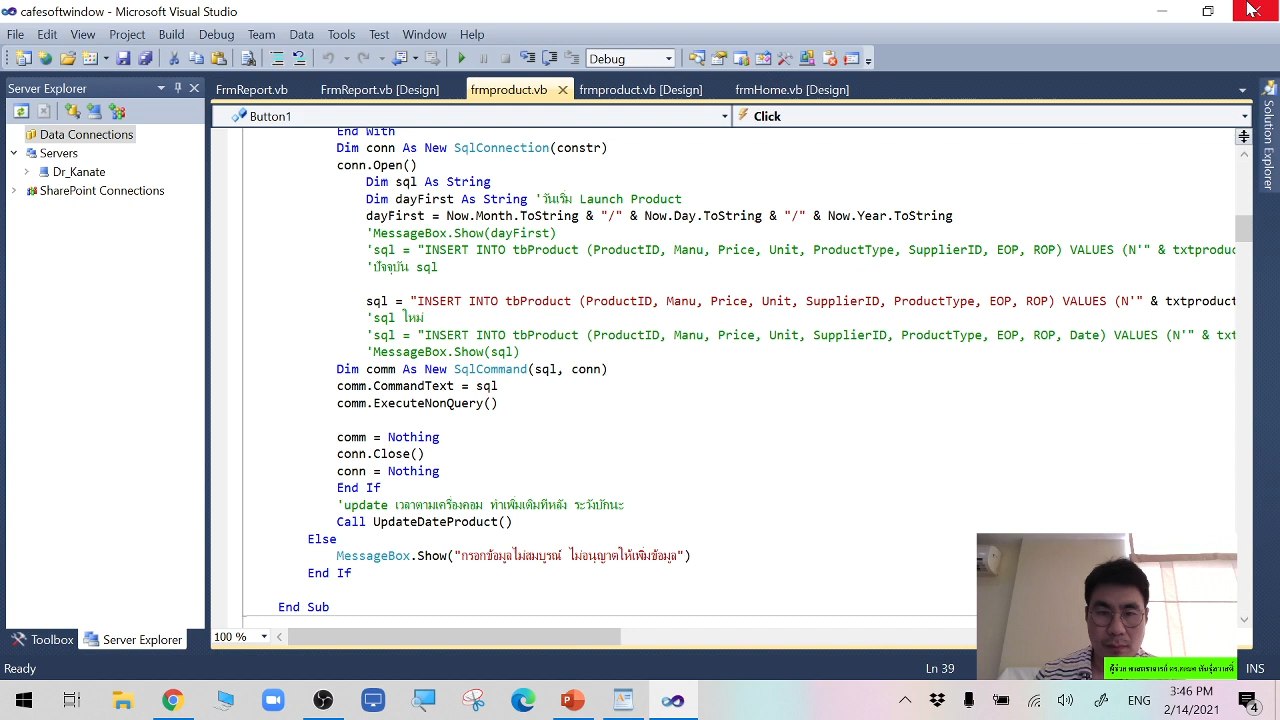 cafesoftwindow - Microsoft Visual Studio
File Edit View Project Build Debug Team Data Tools Test Window Help
Debug
Server Explorer
FrmReport.vb FrmReport.vb [Design] frmproduct.vb frmproduct.vb [Design] frmHome.vb [Design]
Button1 Click
Solution Explorer
Data Connections
Servers
Dr_Kanate
SharePoint Connections
End With
Dim conn As New SqlConnection(constr)
conn.Open()
Dim sql As String
Dim dayFirst As String 'วันเริ่ม Launch Product
dayFirst = Now.Month.ToString & "/" & Now.Day.ToString & "/" & Now.Year.ToString
'MessageBox.Show(dayFirst)
'sql = "INSERT INTO tbProduct (ProductID, Manu, Price, Unit, ProductType, SupplierID, EOP, ROP) VALUES (N'" & txtproduc
'ปัจจุบัน sql
sql = "INSERT INTO tbProduct (ProductID, Manu, Price, Unit, SupplierID, ProductType, EOP, ROP) VALUES (N'" & txtproduct
'sql ใหม่
'sql = "INSERT INTO tbProduct (ProductID, Manu, Price, Unit, SupplierID, ProductType, EOP, ROP, Date) VALUES (N'" & txt
'MessageBox.Show(sql)
Dim comm As New SqlCommand(sql, conn)
comm.CommandText = sql
comm.ExecuteNonQuery()
comm = Nothing
conn.Close()
conn = Nothing
End If
'update เวลาตามเครื่องคอม ทำเพิ่มเติมทีหลัง ระวังบักนะ
Call UpdateDateProduct()
Else
MessageBox.Show("กรอกข้อมูลไม่สมบูรณ์ ไม่อนุญาตให้เพิ่มข้อมูล")
End If
End Sub
Toolbox Server Explorer
100 %
Ready Ln 39 INS
ENG 3:46 PM
2/14/2021
4